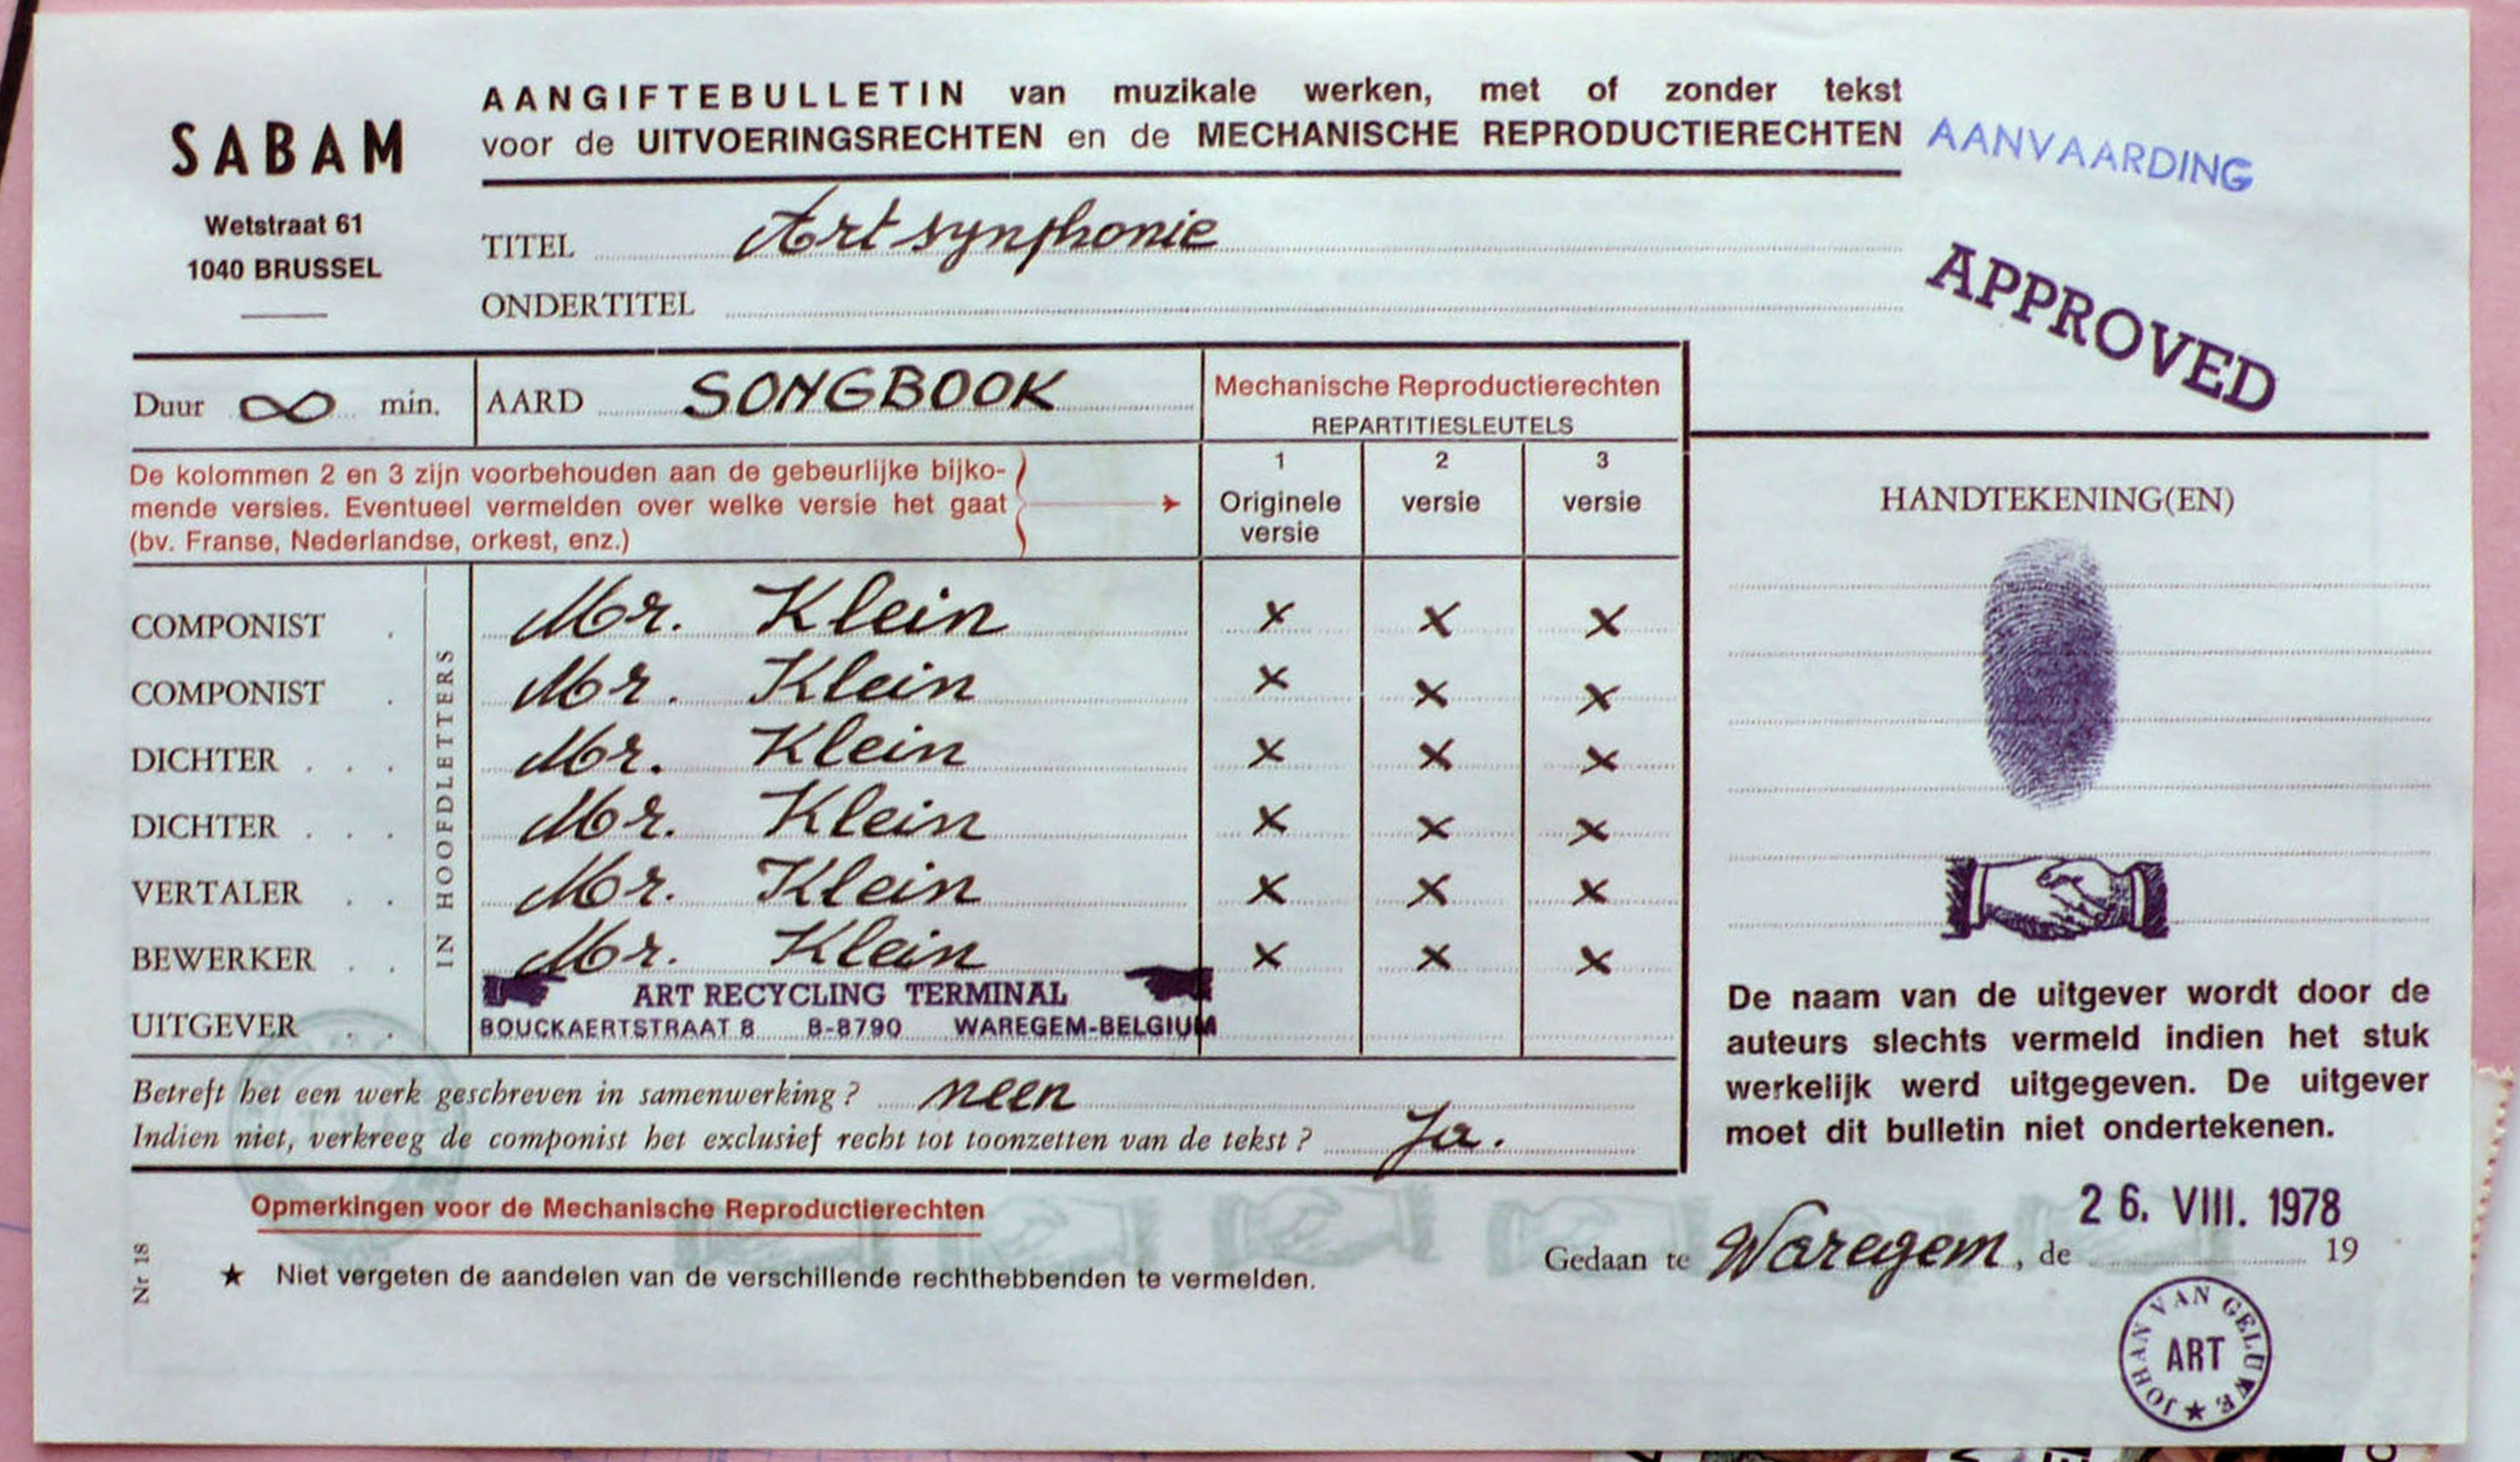 SABAM
Wetstraat 61
1040 BRUSSEL
AANGIFTEBULLETIN van muzikale werken, met of zonder tekst
voor de UITVOERINGSRECHTEN en de MECHANISCHE REPRODUCTIERECHTEN
AANVAARDING
APPROVED
TITEL Art synphonie
ONDERTITEL
Duur ∞ min.
AARD SONGBOOK
Mechanische Reproductierechten
REPARTITIESLEUTELS
De kolommen 2 en 3 zijn voorbehouden aan de gebeurlijke bijko-
mende versies. Eventueel vermelden over welke versie het gaat
(bv. Franse, Nederlandse, orkest, enz.)
1 Originele versie
2 versie
3 versie
HANDTEKENING(EN)
IN HOOFDLETTERS
COMPONIST . Mr. Klein x x x
COMPONIST . Mr. Klein x x x
DICHTER . . . Mr. Klein x x x
DICHTER . . . Mr. Klein x x x
VERTALER . . Mr. Klein x x x
BEWERKER . . Mr. Klein x x x
ART RECYCLING TERMINAL
UITGEVER . . BOUCKAERTSTRAAT 8 B-8790 WAREGEM-BELGIUM
Betreft het een werk geschreven in samenwerking ? neen
Indien niet, verkreeg de componist het exclusief recht tot toonzetten van de tekst ? Ja.
De naam van de uitgever wordt door de
auteurs slechts vermeld indien het stuk
werkelijk werd uitgegeven. De uitgever
moet dit bulletin niet ondertekenen.
Opmerkingen voor de Mechanische Reproductierechten
★ Niet vergeten de aandelen van de verschillende rechthebbenden te vermelden.
Nr 18
26. VIII. 1978
Gedaan te Waregem, de 19
JOHAN VAN GELUWE ★
ART